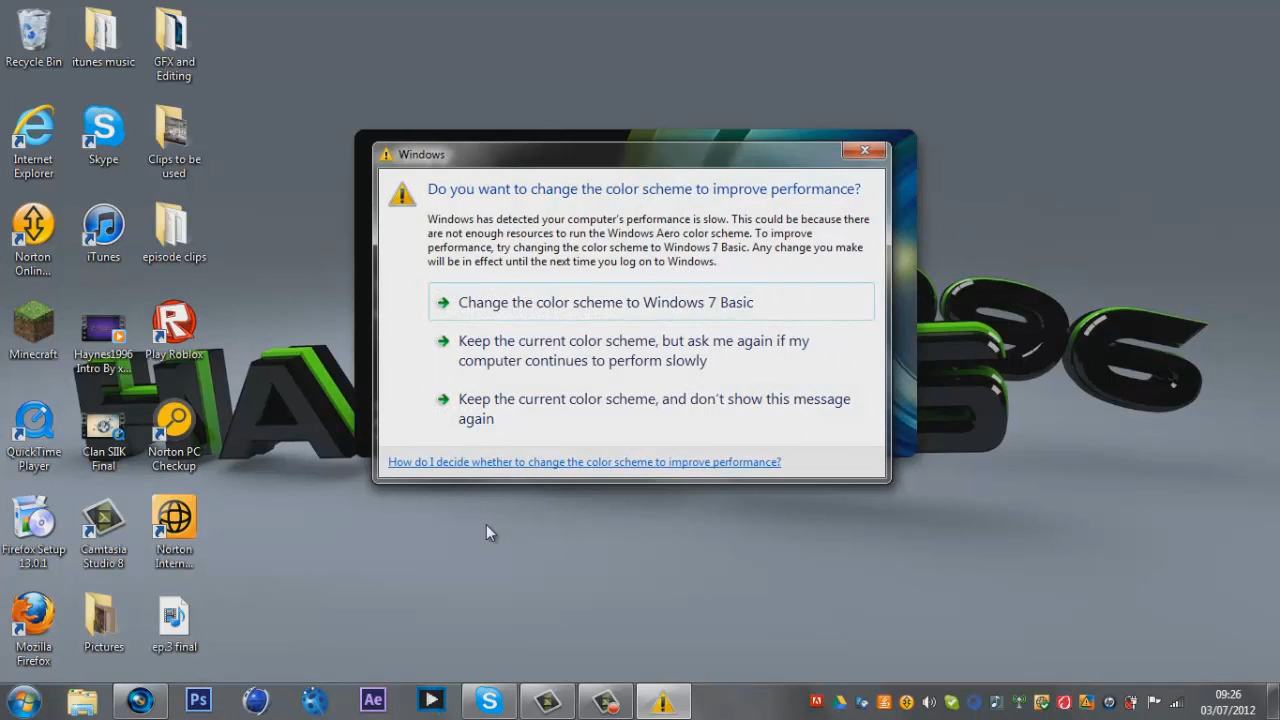 Recycle Bin
itunes music
GFX and
Editing
Internet
Explorer
Skype
Clips to be
used
Norton
Onlin...
iTunes
episode clips
Minecraft
Haynes1996
Intro By x...
Play Roblox
QuickTime
Player
Clan SIIK
Final
Norton PC
Checkup
Firefox Setup
13.0.1
Camtasia
Studio 8
Norton
Intern...
Mozilla
Firefox
Pictures
ep.3 final
Windows
Do you want to change the color scheme to improve performance?
Windows has detected your computer's performance is slow. This could be because there
are not enough resources to run the Windows Aero color scheme. To improve
performance, try changing the color scheme to Windows 7 Basic. Any change you make
will be in effect until the next time you log on to Windows.
Change the color scheme to Windows 7 Basic
Keep the current color scheme, but ask me again if my
computer continues to perform slowly
Keep the current color scheme, and don't show this message
again
How do I decide whether to change the color scheme to improve performance?
Ps
Ae
09:26
03/07/2012